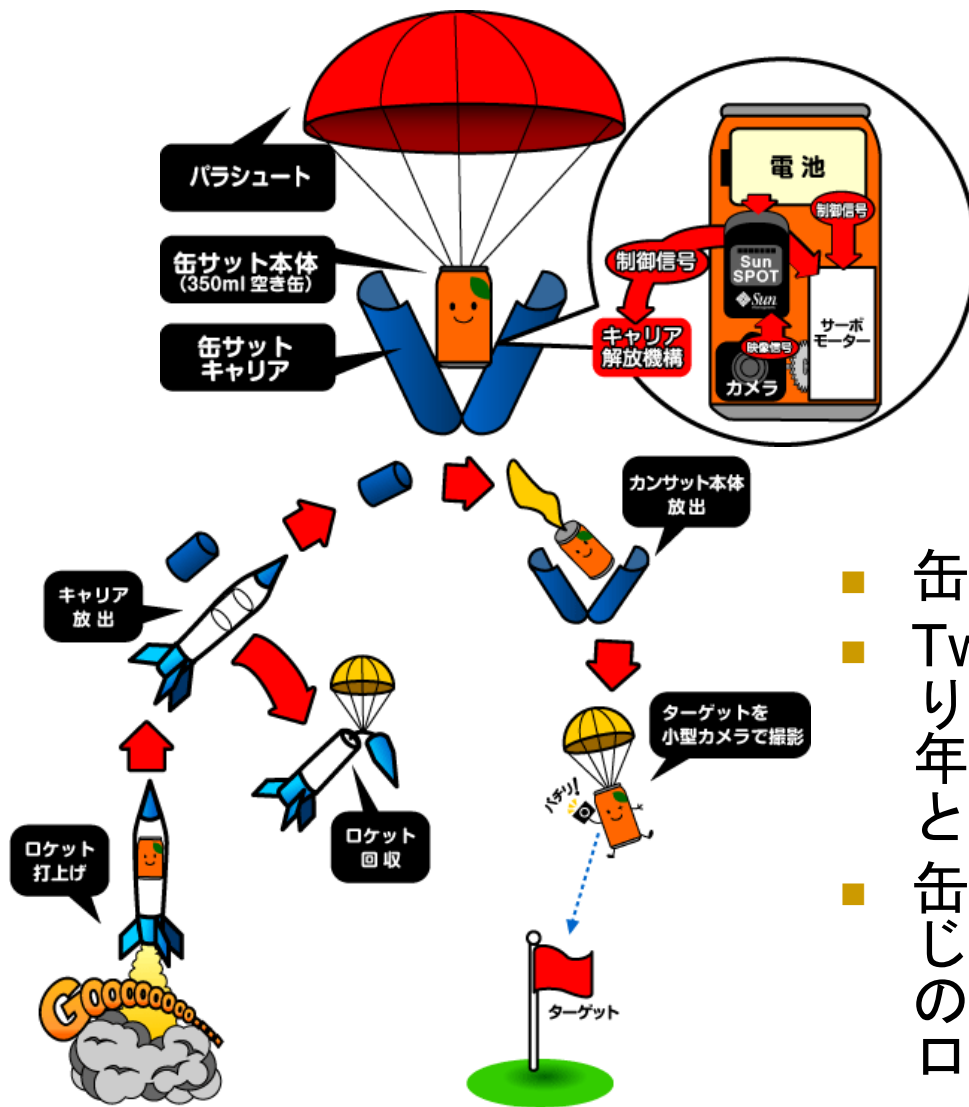 パラシュート
缶サット本体
(350ml 空き缶)
缶サット
キャリア
電池
制御信号
制御信号
Sun
SPOT
Sun
キャリア
解放機構
映像信号
サーボ
モーター
カメラ
カンサット本体
放出
キャリア
放出
ターゲットを
小型カメラで撮影
パチリ!
ロケット
回収
ロケット
打上げ
GOOCOOOOOO...
ターゲット
缶
Tw
り
年
と
缶
じ
の
ロ